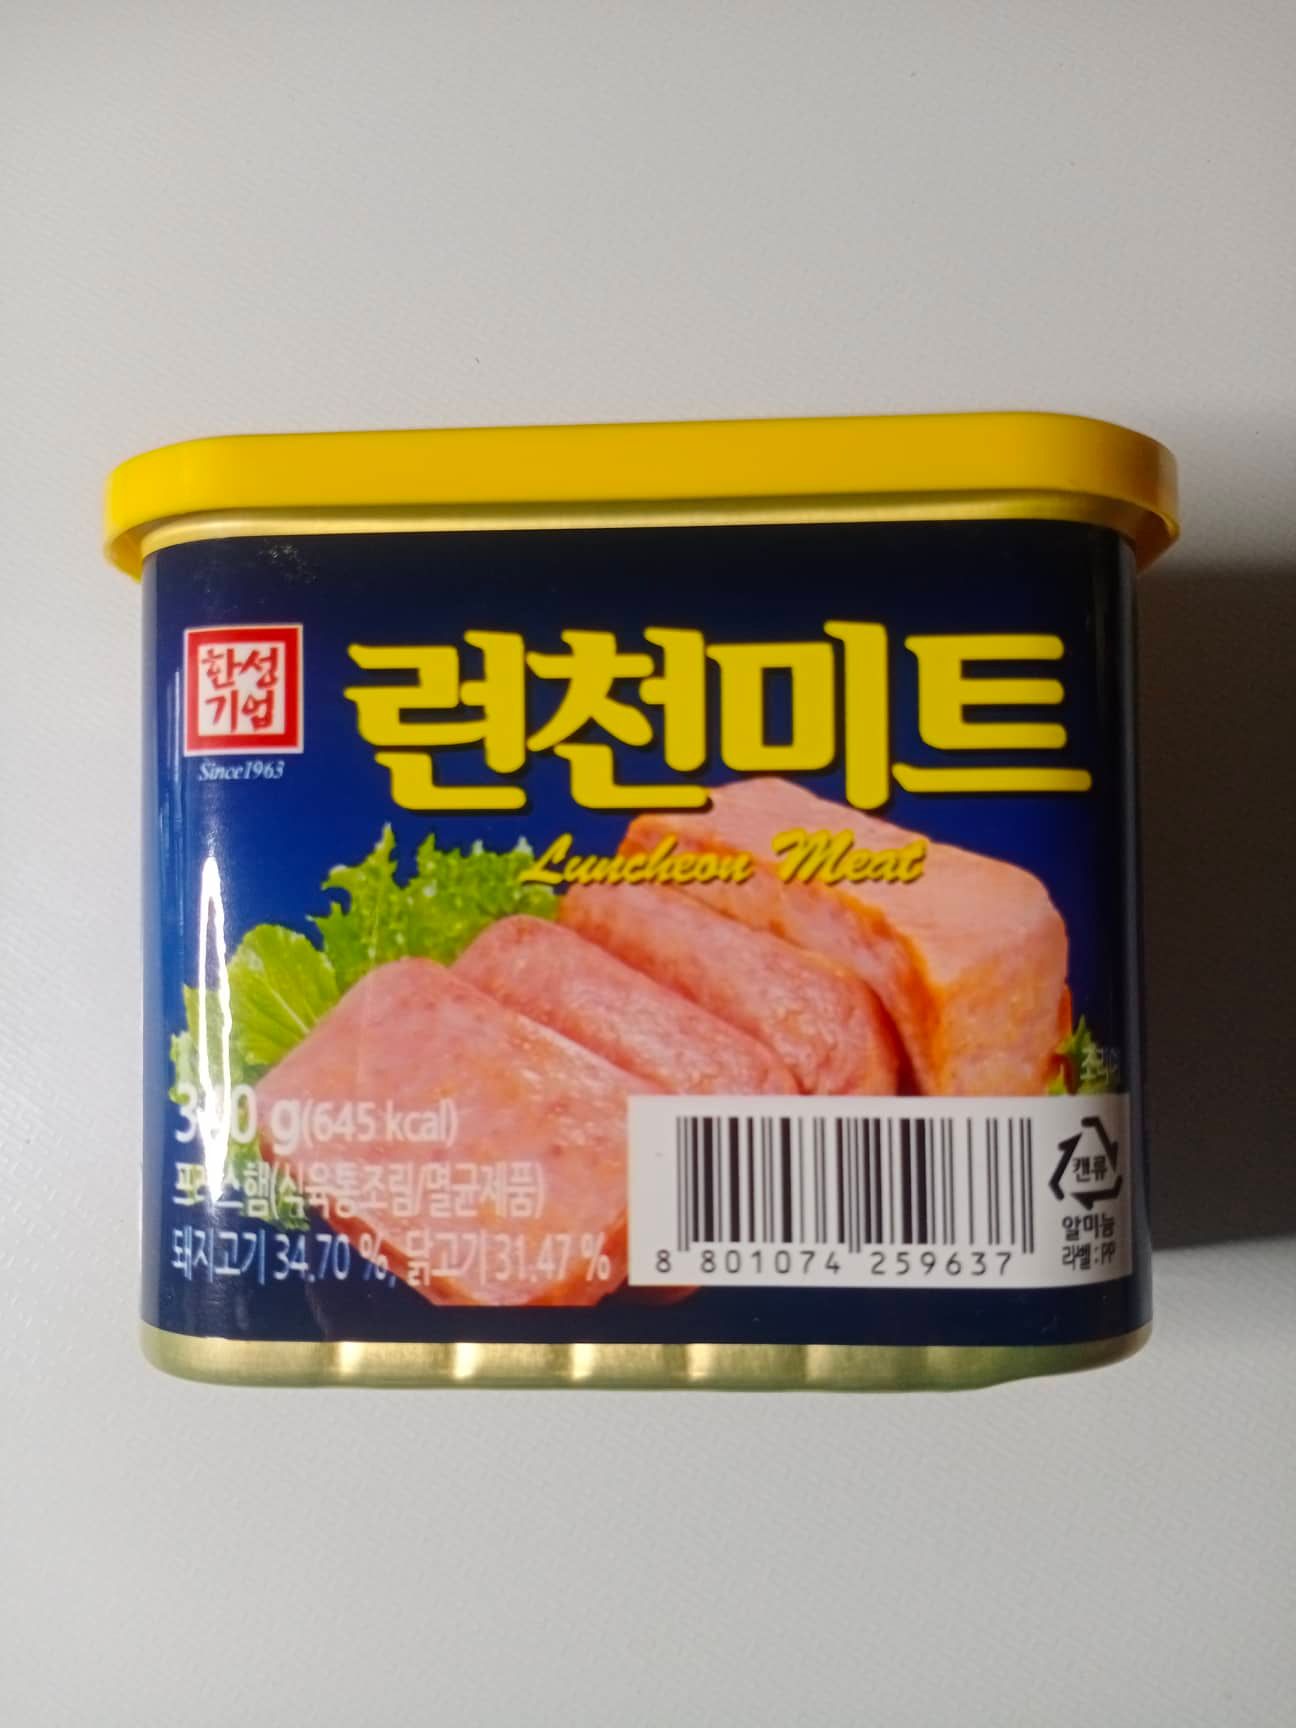 한성
기업
Since1963
런천미트
Luncheon Meat
g(645 kcal)
프레스햄(식육통조림/멸균제품)
돼지고기 34.70 %, 닭고기 31.47 %
캔류
알미늄
라벨:PP
8 801074 259637